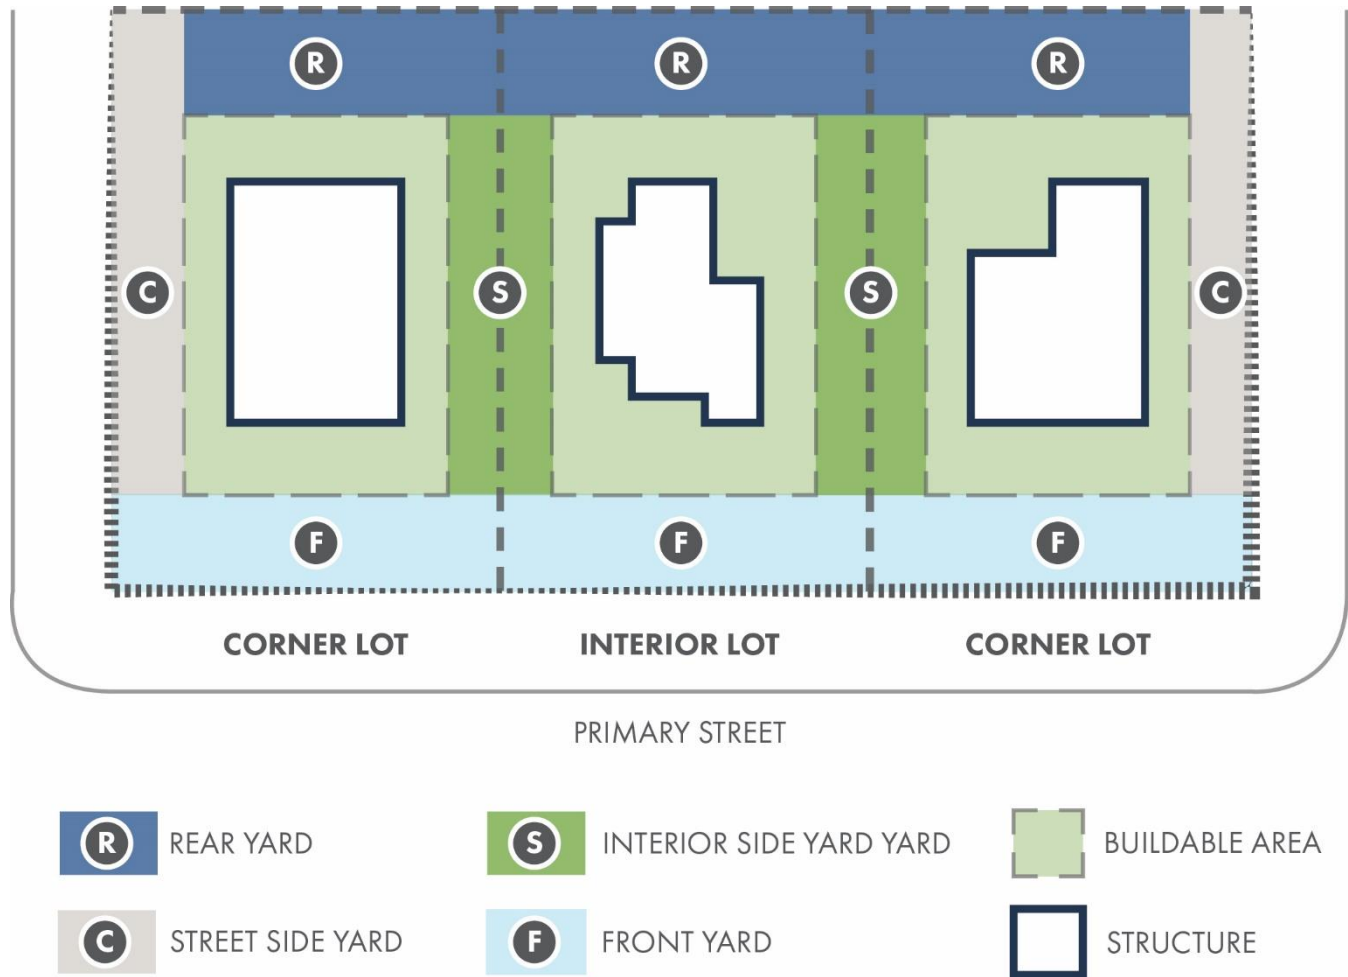 R R R
C S S C
F F F
CORNER LOT INTERIOR LOT CORNER LOT
PRIMARY STREET
R REAR YARD S INTERIOR SIDE YARD YARD BUILDABLE AREA
C STREET SIDE YARD F FRONT YARD STRUCTURE